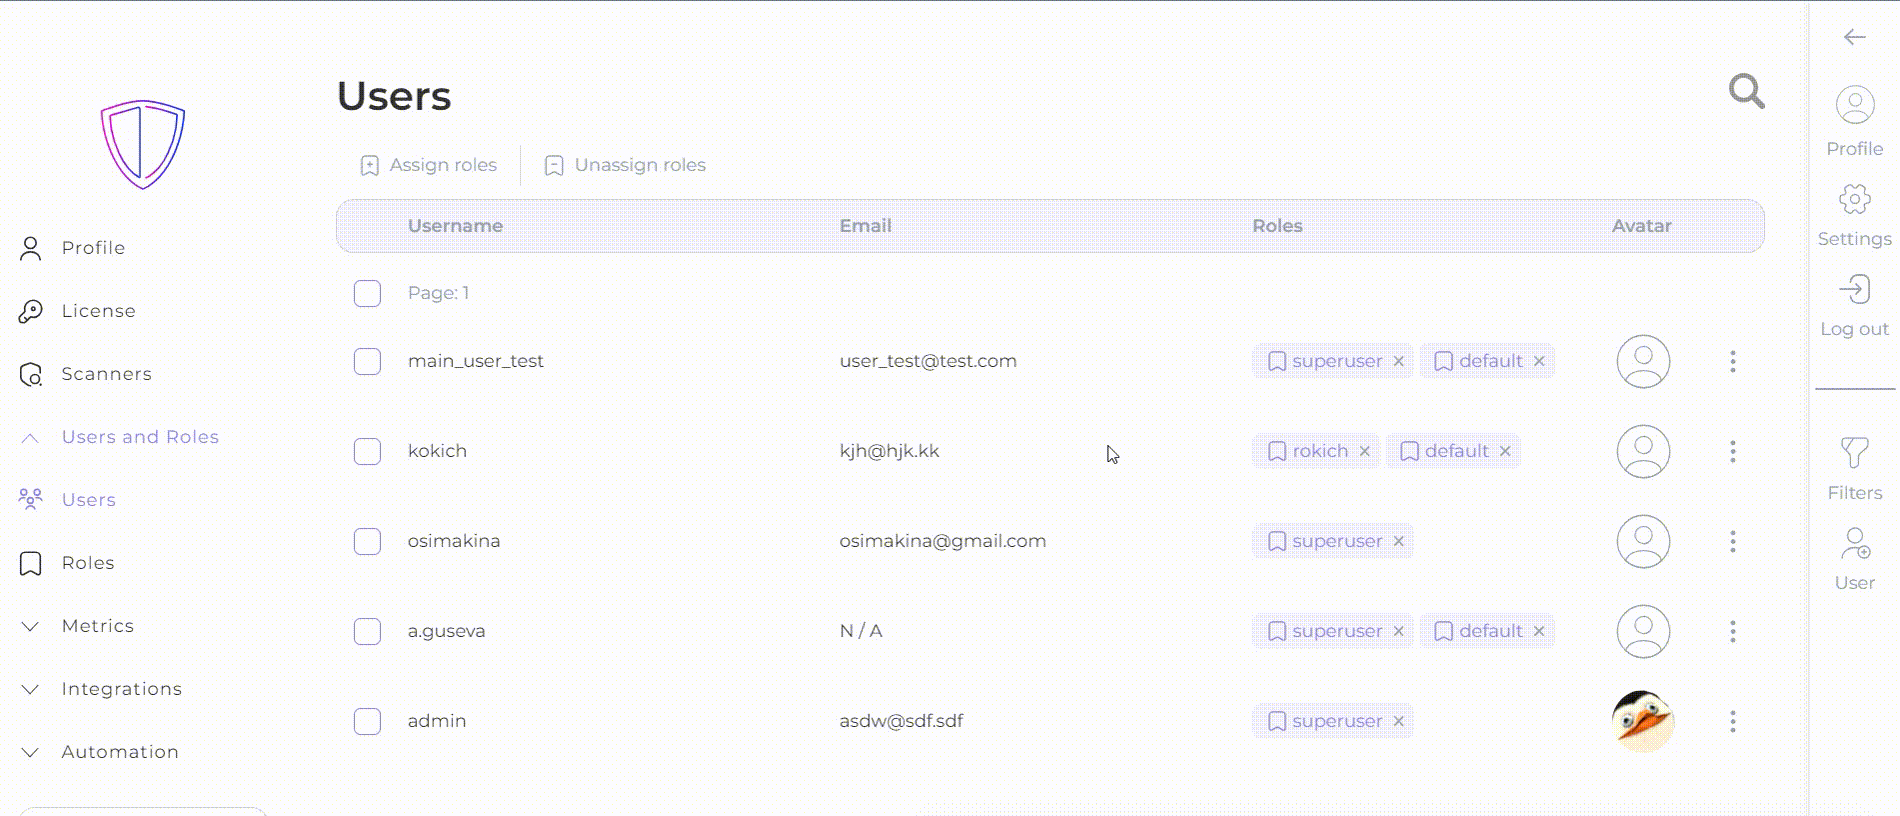 Profile
License
Scanners
Users and Roles
Users
Roles
Metrics
Integrations
Automation
Users
Assign roles Unassign roles
Username Email Roles Avatar
Page: 1
main_user_test user_test@test.com superuser × default ×
kokich kjh@hjk.kk rokich × default ×
osimakina osimakina@gmail.com superuser ×
a.guseva N / A superuser × default ×
admin asdw@sdf.sdf superuser ×
Profile
Settings
Log out
Filters
User